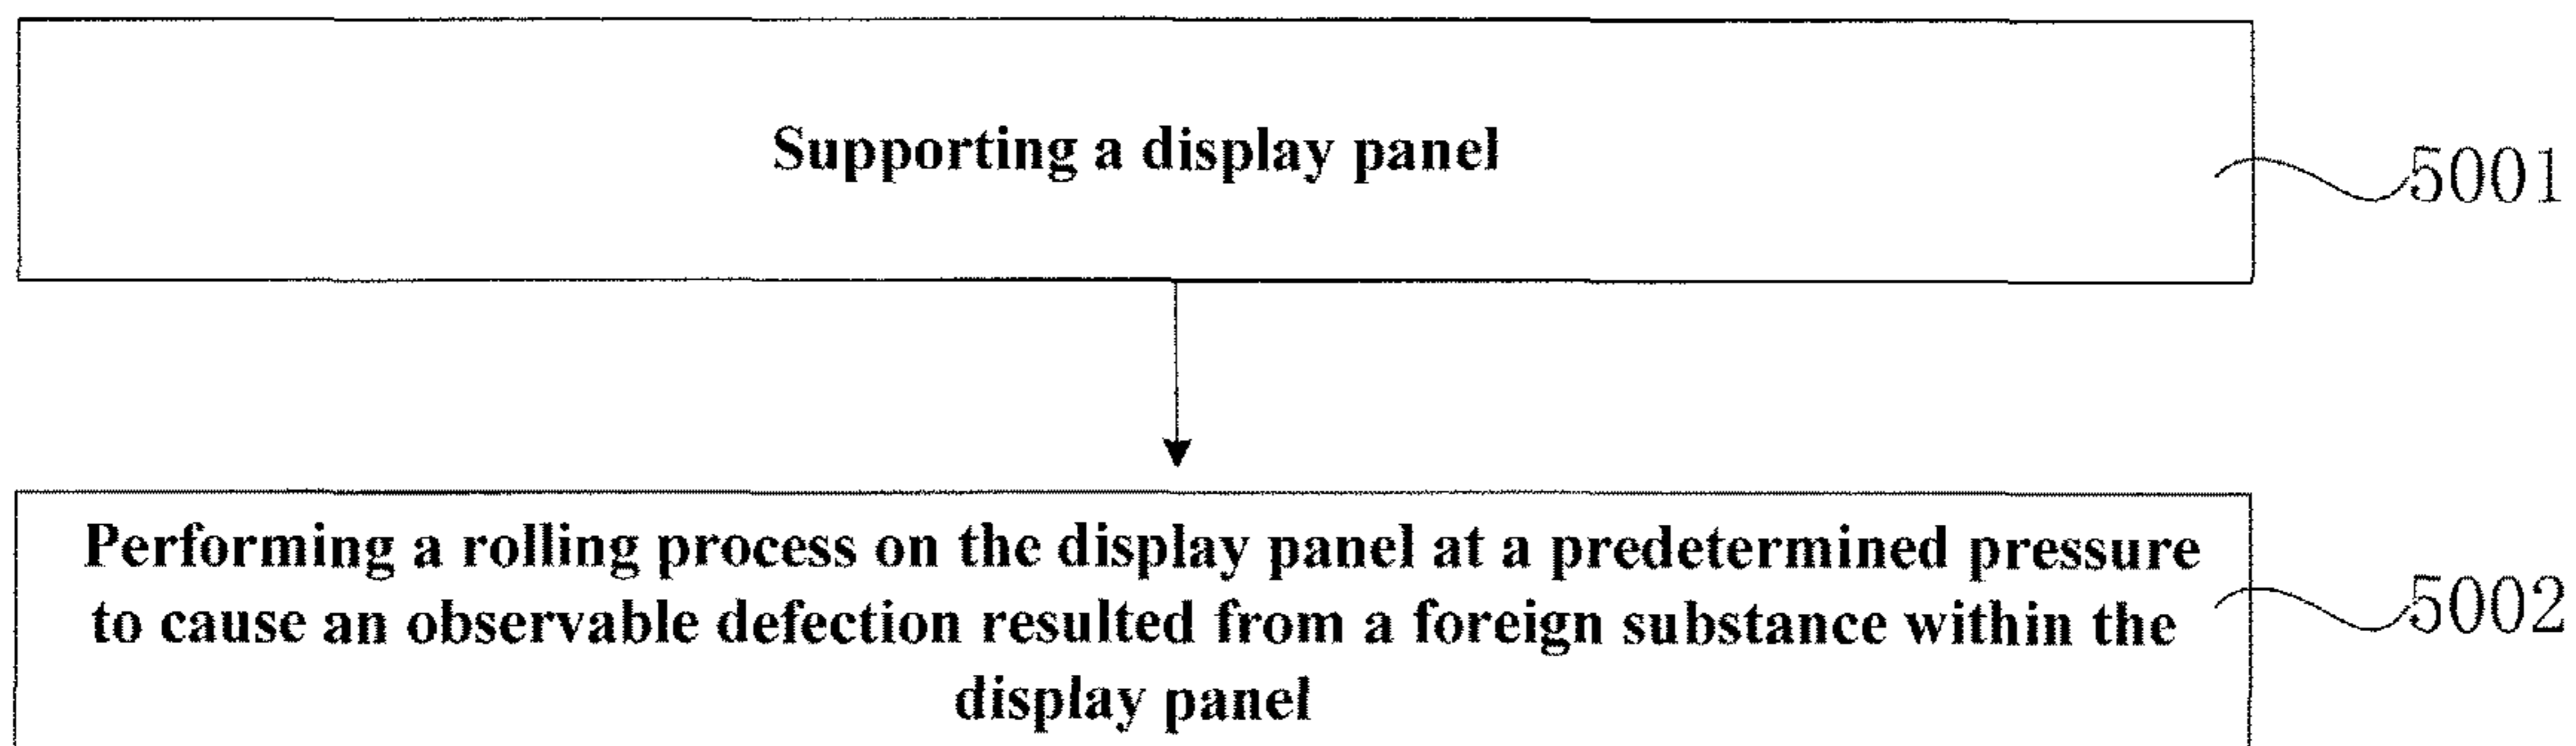 Supporting a display panel
5001
Performing a rolling process on the display panel at a predetermined pressure
to cause an observable defection resulted from a foreign substance within the
5002
display panel